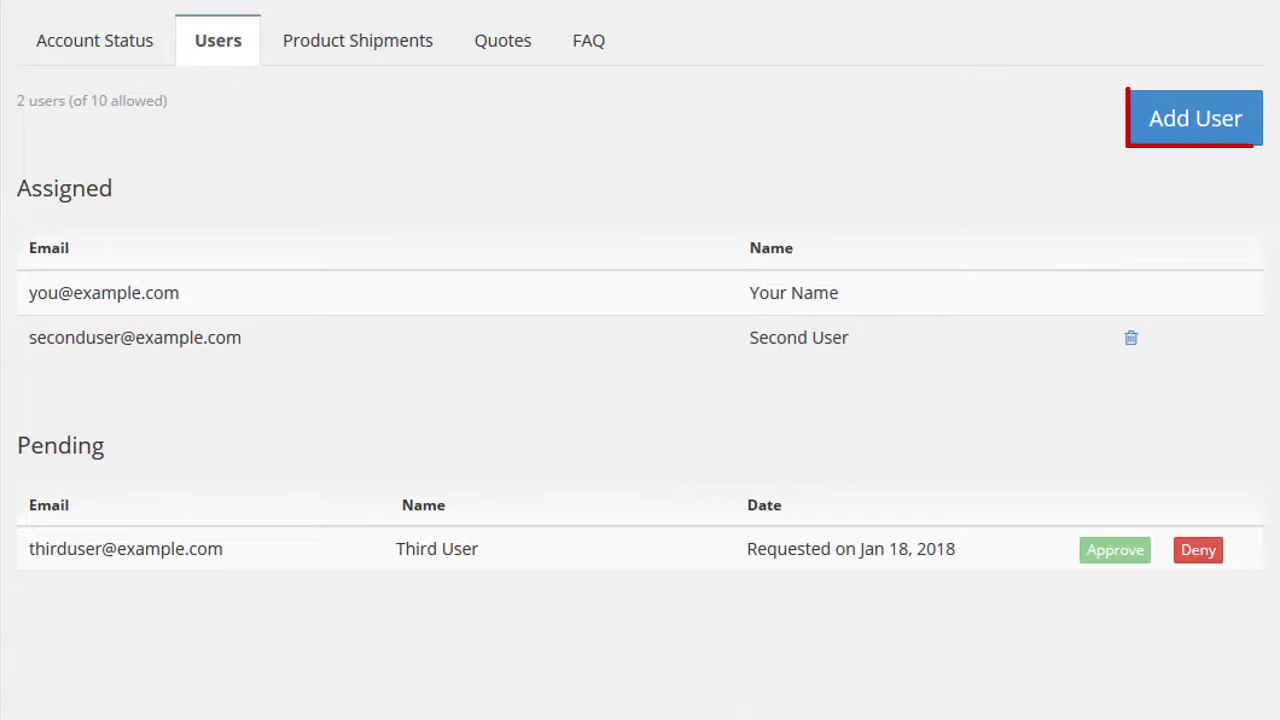 Account Status Users Product Shipments Quotes FAQ
2 users (of 10 allowed)
Add User
Assigned
Email Name
you@example.com Your Name
seconduser@example.com Second User
Pending
Email Name Date
thirduser@example.com Third User Requested on Jan 18, 2018 Approve Deny